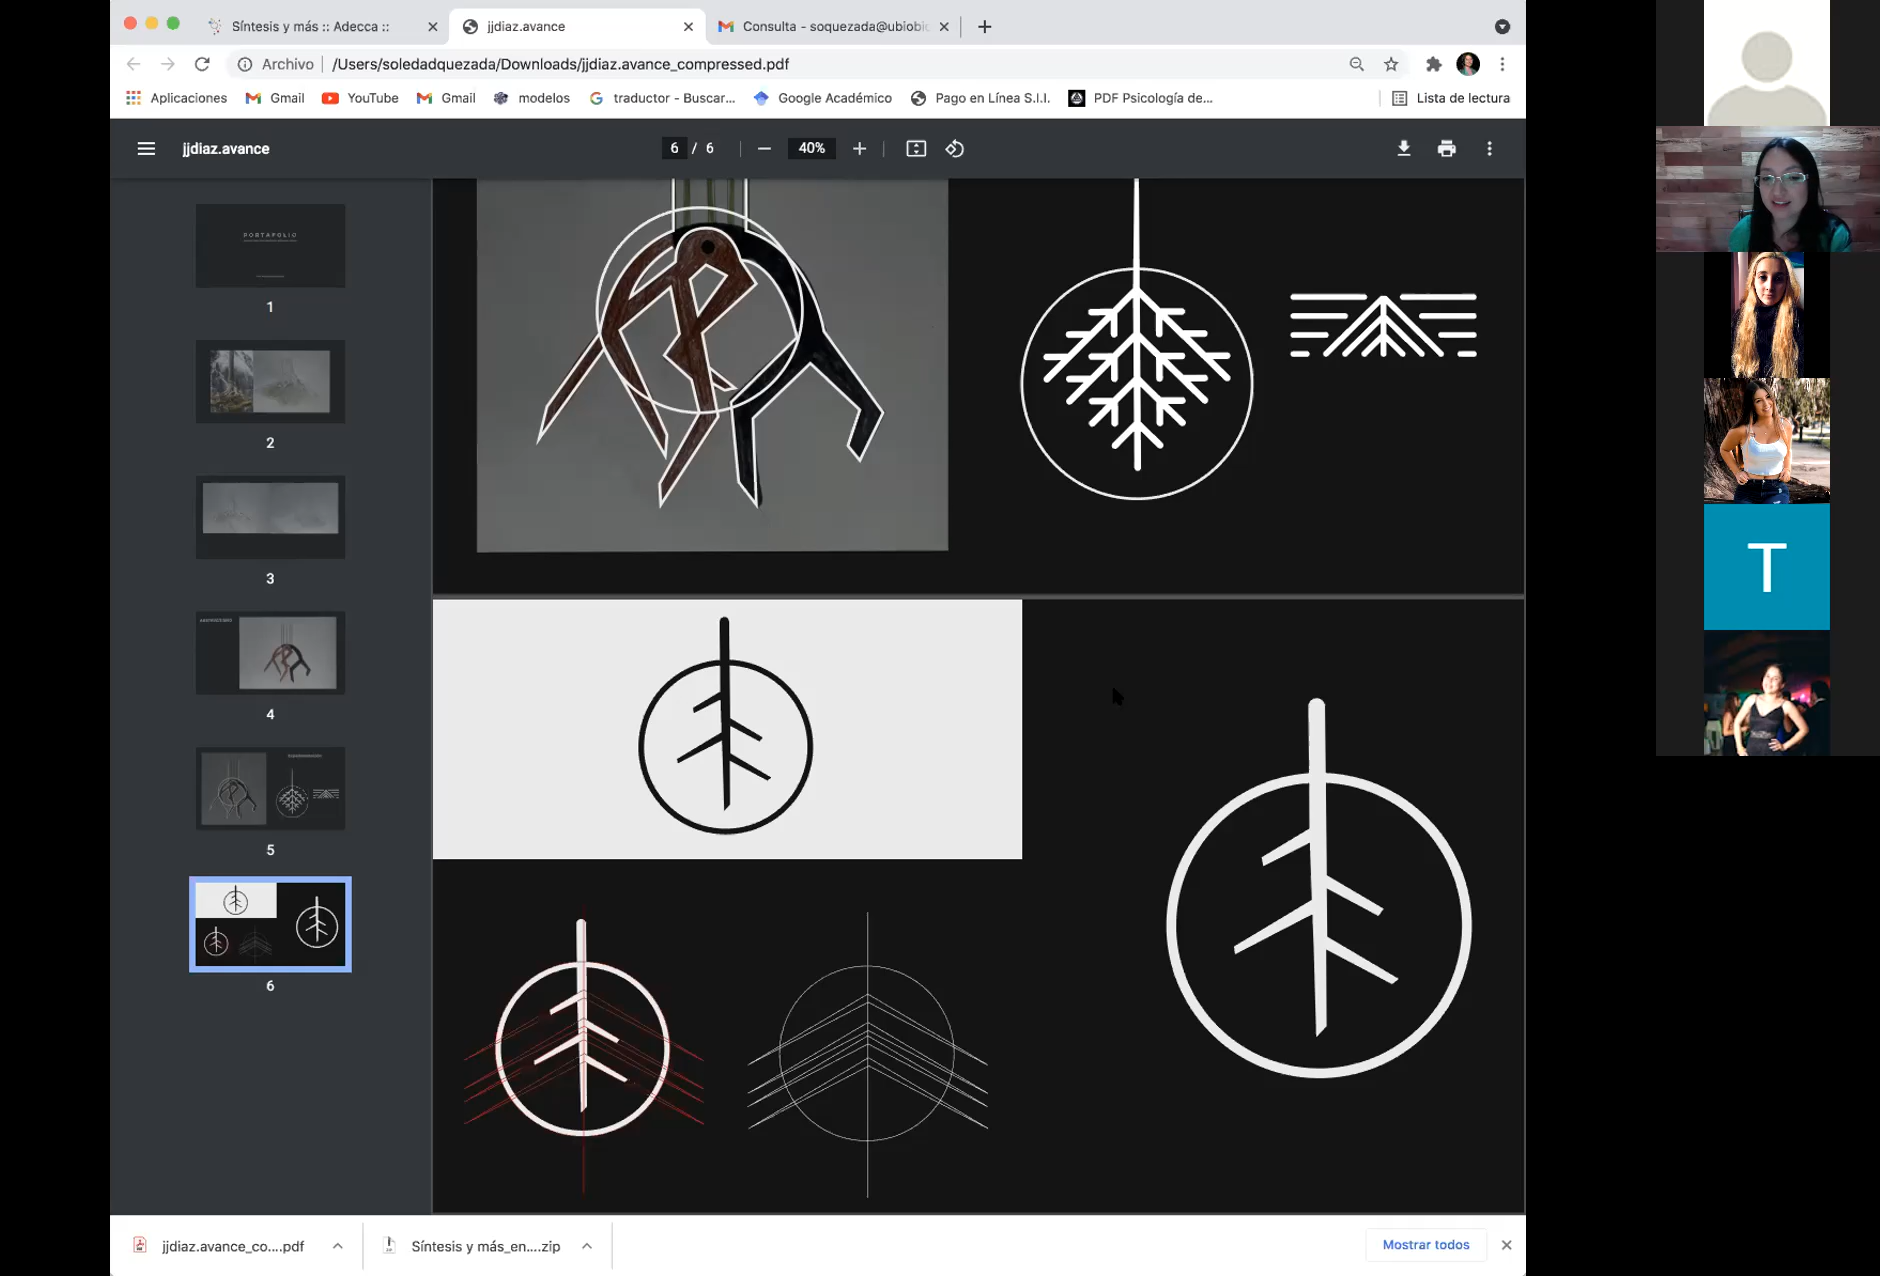 Síntesis y más :: Adecca ::
jjdiaz.avance
Consulta - soquezada@ubiobi
Archivo /Users/soledadquezada/Downloads/jjdiaz.avance_compressed.pdf
Aplicaciones Gmail YouTube Gmail modelos traductor - Buscar... Google Académico Pago en Línea S.I.I. PDF Psicología de... Lista de lectura
jjdiaz.avance 6 / 6 40%
PORTAFOLIO
1
2
3
4
5
6
T
jjdiaz.avance_co....pdf Síntesis y más_en....zip Mostrar todos